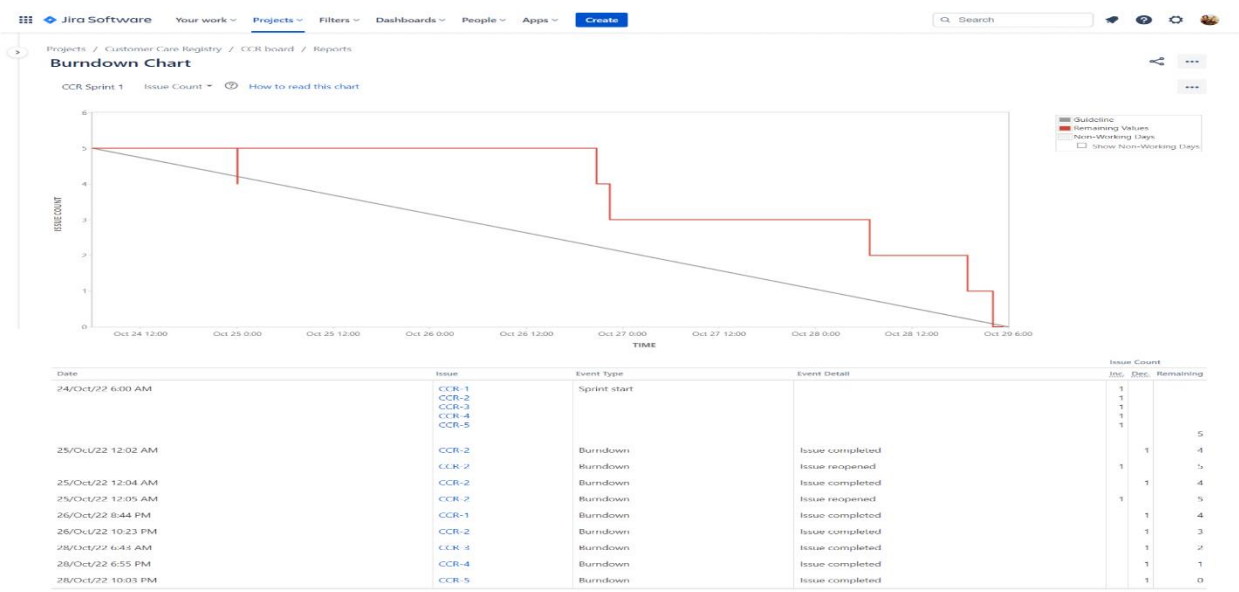 Jira Software Your work Projects Filters Dashboards People Apps Create Search
Projects / Customer Care Registry / CCR board / Reports
Burndown Chart
CCR Sprint 1 Issue Count How to read this chart
Guideline
Remaining Values
Non-Working Days
Show Non-Working Days
6
5
4
3
2
1
0
ISSUE COUNT
Oct 24 12:00 Oct 25 0:00 Oct 25 12:00 Oct 26 0:00 Oct 26 12:00 Oct 27 0:00 Oct 27 12:00 Oct 28 0:00 Oct 28 12:00 Oct 29 6:00
TIME
Issue Count
Date Issue Event Type Event Detail Inc. Dec. Remaining
24/Oct/22 6:00 AM CCR-1 Sprint start 1
CCR-2 1
CCR-3 1
CCR-4 1
CCR-5 1
5
25/Oct/22 12:02 AM CCR-2 Burndown Issue completed 1 4
CCR-2 Burndown Issue reopened 1 5
25/Oct/22 12:04 AM CCR-2 Burndown Issue completed 1 4
25/Oct/22 12:05 AM CCR-2 Burndown Issue reopened 1 5
26/Oct/22 8:44 PM CCR-1 Burndown Issue completed 1 4
26/Oct/22 10:23 PM CCR-2 Burndown Issue completed 1 3
28/Oct/22 6:43 AM CCR-3 Burndown Issue completed 1 2
28/Oct/22 6:55 PM CCR-4 Burndown Issue completed 1 1
28/Oct/22 10:03 PM CCR-5 Burndown Issue completed 1 0